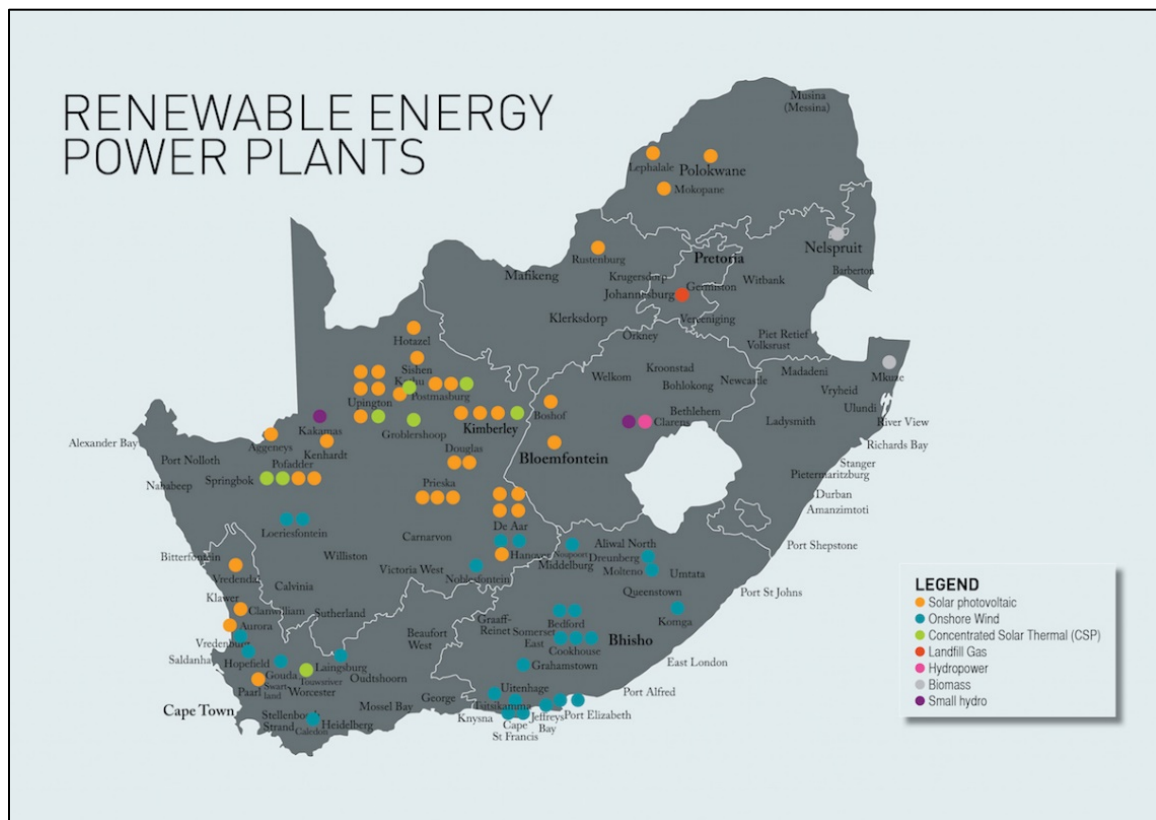 RENEWABLE ENERGY
POWER PLANTS
Musina
(Messina)
Lephalale
Polokwane
Mokopane
Nelspruit
Rustenburg
Pretoria
Mafikeng
Krugersdorp
Barberton
Witbank
Germiston
Johannesburg
Klerksdorp
Vereeniging
Orkney
Piet Retief
Volksrust
Hotazel
Sishen
Kathu
Postmasburg
Upington
Welkom
Kroonstad
Bohlokong
Newcastle
Madadeni
Mkuze
Vryheid
Ulundi
Boshof
Bethlehem
Kakamas
Groblershoop
Kimberley
Clarens
Ladysmith
River View
Richards Bay
Alexander Bay
Aggeneys
Kenhardt
Douglas
Bloemfontein
Port Nolloth
Pofadder
Stanger
Pietermaritzburg
Nababeep
Springbok
Prieska
Durban
Amanzimtoti
De Aar
Loeriesfontein
Carnarvon
Aliwal North
Port Shepstone
Bitterfontein
Williston
Hanover
Noupoort
Dreunberg
Middelburg
Molteno
Umtata
Vredendal
Victoria West
Noblesfontein
Calvinia
Queenstown
Port St Johns
Klawer
Clanwilliam
Sutherland
Graaff-
Reinet
Bedford
Komga
Aurora
Beaufort
West
Somerset
East
Bhisho
Vredenburg
Cookhouse
Saldanha
Hopefield
Laingsburg
Grahamstown
East London
Gouda
Touwsrivier
Oudtshoorn
Paarl
Swart
land
Worcester
George
Uitenhage
Port Alfred
Cape Town
Mossel Bay
Knysna
Tsitsikamma
Stellenbosch
Strand
Caledon
Heidelberg
Cape
St Francis
Jeffreys
Bay
Port Elizabeth
LEGEND
Solar photovoltaic
Onshore Wind
Concentrated Solar Thermal (CSP)
Landfill Gas
Hydropower
Biomass
Small hydro